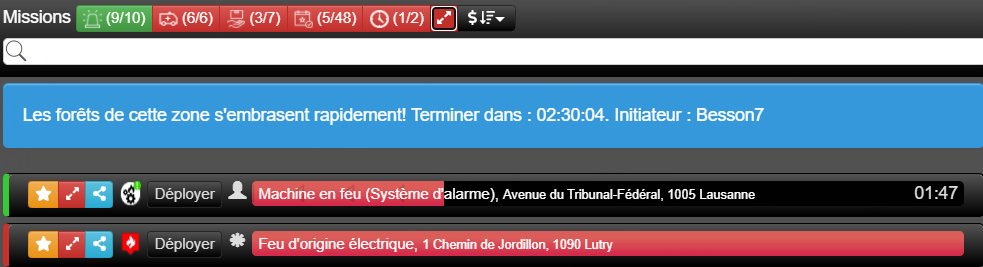 Missions (9/10) (6/6) (3/7) (5/48) (1/2) $
Les forêts de cette zone s'embrasent rapidement! Terminer dans : 02:30:04. Initiateur : Besson7
Déployer Machine en feu (Système d'alarme), Avenue du Tribunal-Fédéral, 1005 Lausanne 01:47
Déployer Feu d'origine électrique, 1 Chemin de Jordillon, 1090 Lutry